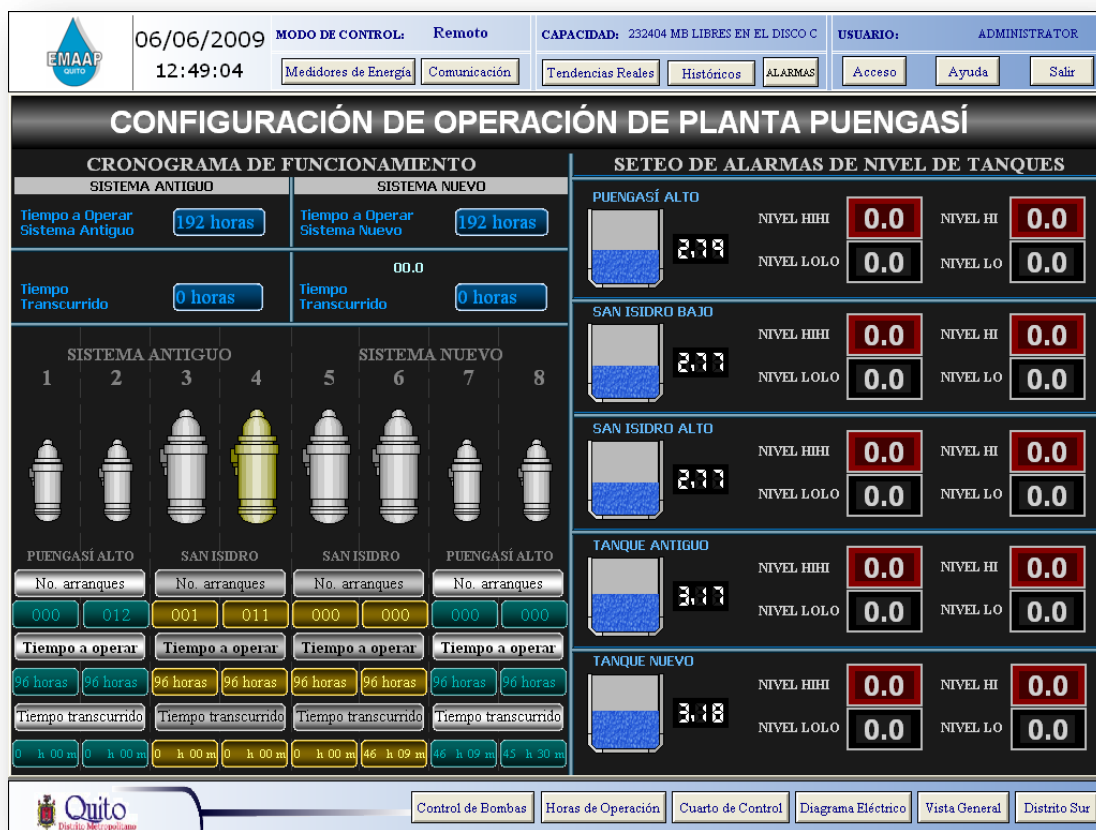 EMAAP
QUITO
06/06/2009
12:49:04
MODO DE CONTROL: Remoto
Medidores de Energía Comunicación
CAPACIDAD: 232404 MB LIBRES EN EL DISCO C
Tendencias Reales Históricos ALARMAS
USUARIO: ADMINISTRATOR
Acceso Ayuda Salir
CONFIGURACIÓN DE OPERACIÓN DE PLANTA PUENGASÍ
CRONOGRAMA DE FUNCIONAMIENTO
SISTEMA ANTIGUO SISTEMA NUEVO
Tiempo a Operar
Sistema Antiguo
192 horas
Tiempo a Operar
Sistema Nuevo
192 horas
00.0
Tiempo
Transcurrido
0 horas
Tiempo
Transcurrido
0 horas
SISTEMA ANTIGUO SISTEMA NUEVO
1 2 3 4 5 6 7 8
PUENGASÍ ALTO SAN ISIDRO SAN ISIDRO PUENGASÍ ALTO
No. arranques No. arranques No. arranques No. arranques
000 012 001 011 000 000 000 000
Tiempo a operar Tiempo a operar Tiempo a operar Tiempo a operar
96 horas 96 horas 96 horas 96 horas 96 horas 96 horas 96 horas 96 horas
Tiempo transcurrido Tiempo transcurrido Tiempo transcurrido Tiempo transcurrido
0 h 00 m 0 h 00 m 0 h 00 m 0 h 00 m 0 h 00 m 46 h 09 m 46 h 09 m 45 h 30 m
SETEO DE ALARMAS DE NIVEL DE TANQUES
PUENGASÍ ALTO
2.79
NIVEL HIHI 0.0 NIVEL HI 0.0
NIVEL LOLO 0.0 NIVEL LO 0.0
SAN ISIDRO BAJO
2.77
NIVEL HIHI 0.0 NIVEL HI 0.0
NIVEL LOLO 0.0 NIVEL LO 0.0
SAN ISIDRO ALTO
2.77
NIVEL HIHI 0.0 NIVEL HI 0.0
NIVEL LOLO 0.0 NIVEL LO 0.0
TANQUE ANTIGUO
3.17
NIVEL HIHI 0.0 NIVEL HI 0.0
NIVEL LOLO 0.0 NIVEL LO 0.0
TANQUE NUEVO
3.18
NIVEL HIHI 0.0 NIVEL HI 0.0
NIVEL LOLO 0.0 NIVEL LO 0.0
Quito
Distrito Metropolitano
Control de Bombas Horas de Operación Cuarto de Control Diagrama Eléctrico Vista General Distrito Sur